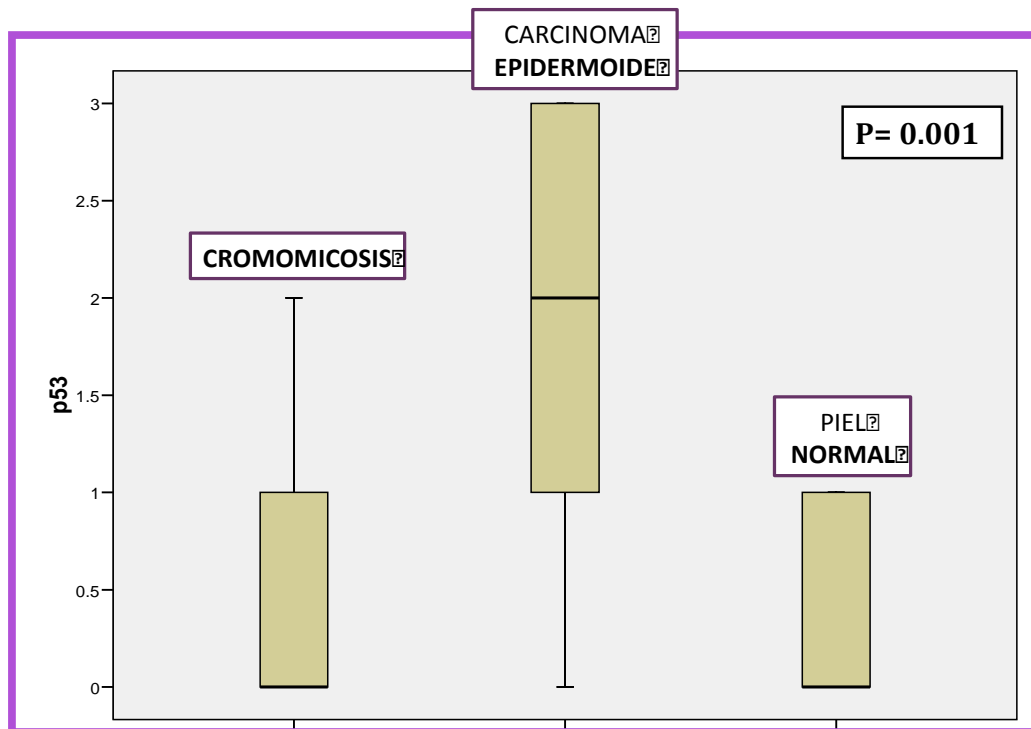 CARCINOMA
EPIDERMOIDE
3
P= 0.001
2.5
CROMOMICOSIS
2
p53
1.5
PIEL
NORMAL
1
0.5
0